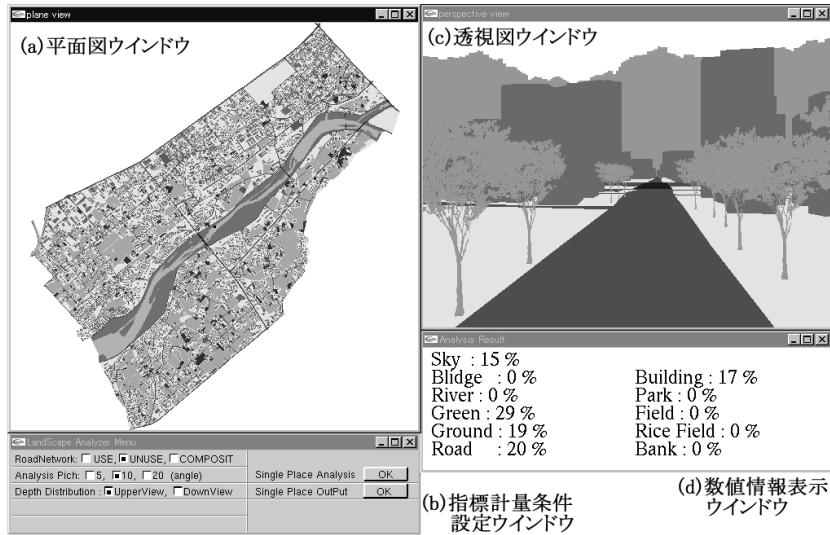 plane view
(a)平面図ウインドウ
perspective view
(c)透視図ウインドウ
Analysis Result
Sky : 15 %
Blidge : 0 %
Building : 17 %
River : 0 %
Park : 0 %
Green : 29 %
Field : 0 %
Ground : 19 %
Rice Field : 0 %
Road : 20 %
Bank : 0 %
LandScape Analyzer Menu
RoadNetwork: USE, UNUSE, COMPOSIT
Analysis Pich: 5, 10, 20 (angle)
Single Place Analysis OK
Depth Distribution : UpperView, DownView
Single Place OutPut OK
(b)指標計量条件
設定ウインドウ
(d)数値情報表示
ウインドウ